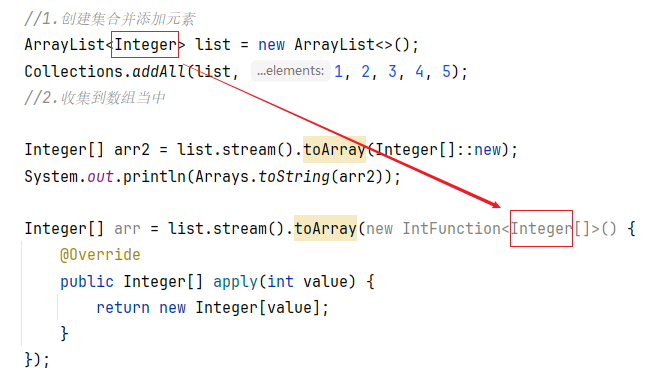 //1.创建集合并添加元素
ArrayList<Integer> list = new ArrayList<>();
Collections.addAll(list, ...elements: 1, 2, 3, 4, 5);
//2.收集到数组当中
Integer[] arr2 = list.stream().toArray(Integer[]::new);
System.out.println(Arrays.toString(arr2));
Integer[] arr = list.stream().toArray(new IntFunction<Integer[]>() {
@Override
public Integer[] apply(int value) {
return new Integer[value];
}
});